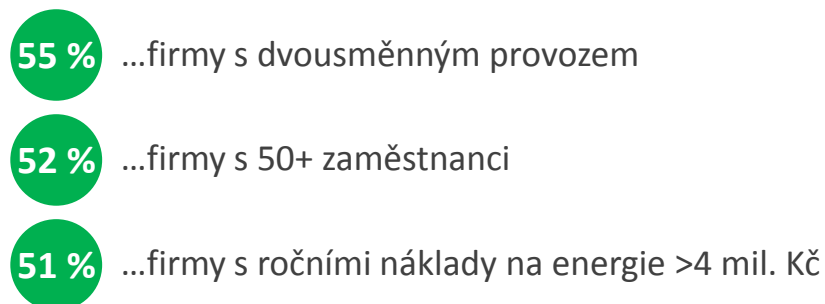 55 % ...firmy s dvousměnným provozem
52 % ...firmy s 50+ zaměstnanci
51 % ...firmy s ročními náklady na energie >4 mil. Kč